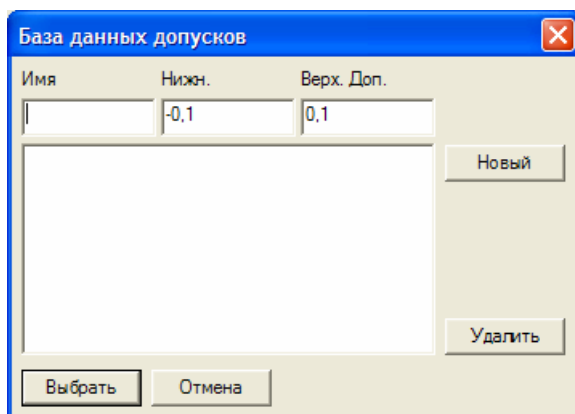 База данных допусков
Имя Нижн. Верх. Доп.
-0,1 0,1
Новый
Удалить
Выбрать Отмена